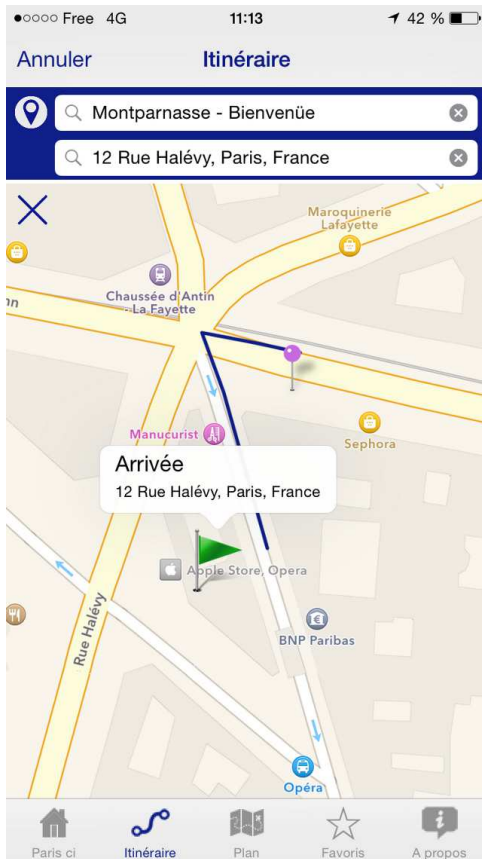 Free 4G 11:13 42 %
Annuler Itinéraire
Montparnasse - Bienvenüe
12 Rue Halévy, Paris, France
Maroquinerie
Lafayette
Chaussée d'Antin
- La Fayette
nn
Manucurist
Sephora
Arrivée
12 Rue Halévy, Paris, France
Apple Store, Opera
Rue Halévy
BNP Paribas
Opéra
Paris ci Itinéraire Plan Favoris A propos